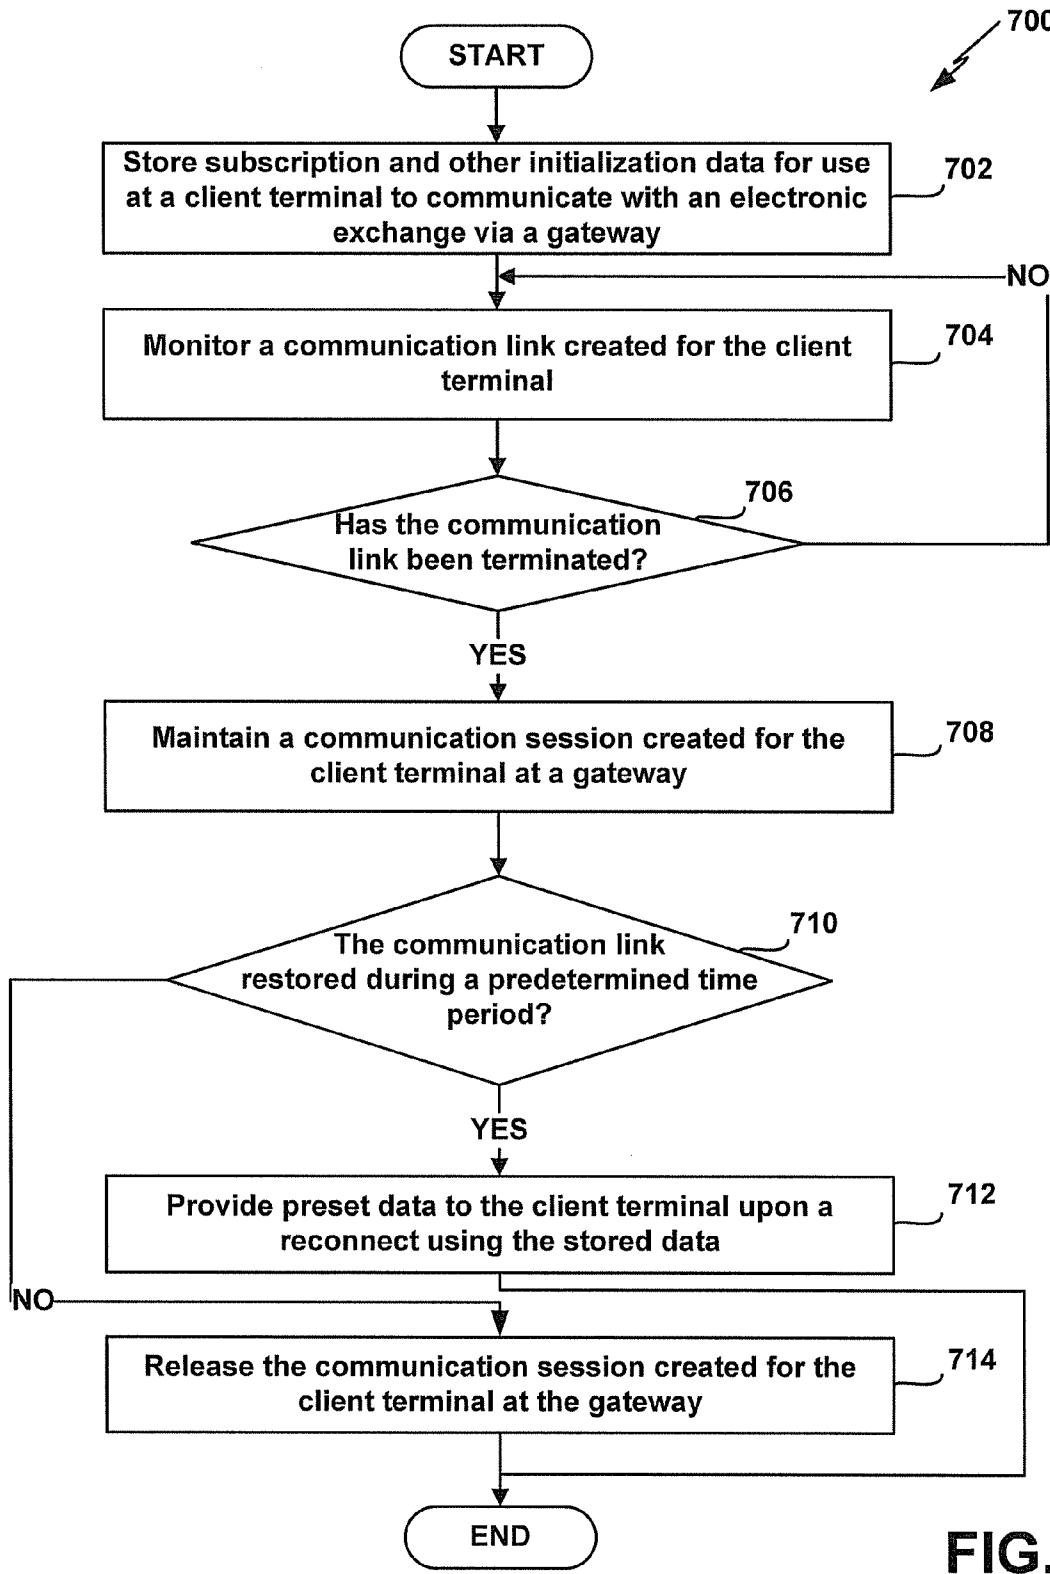 700
START
Store subscription and other initialization data for use
at a client terminal to communicate with an electronic
exchange via a gateway
702
NO
Monitor a communication link created for the client
terminal
704
706
Has the communication
link been terminated?
YES
Maintain a communication session created for the
client terminal at a gateway
708
710
The communication link
restored during a predetermined time
period?
YES
Provide preset data to the client terminal upon a
reconnect using the stored data
712
NO
Release the communication session created for the
client terminal at the gateway
714
END
FIG.